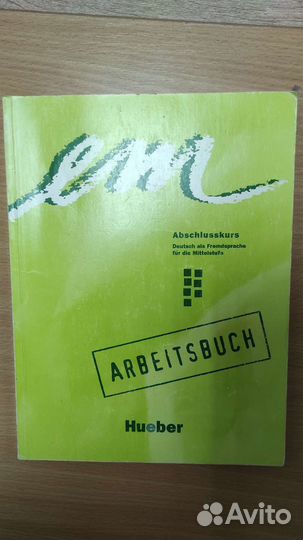 em
Abschlusskurs
Deutsch als Fremdsprache
für die Mittelstufe
ARBEITSBUCH
Hueber
Avito